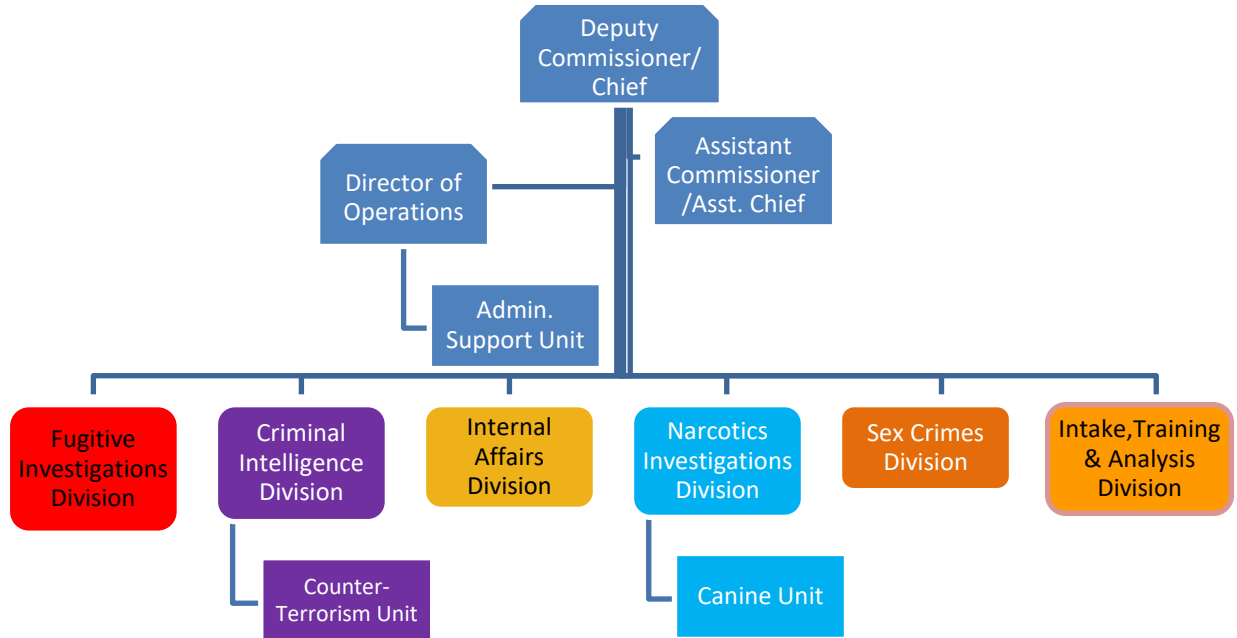 Deputy
Commissioner/
Chief
Assistant
Commissioner
/Asst. Chief
Director of
Operations
Admin.
Support Unit
Fugitive
Investigations
Division
Criminal
Intelligence
Division
Internal
Affairs
Division
Narcotics
Investigations
Division
Sex Crimes
Division
Intake,Training
& Analysis
Division
Counter-
Terrorism Unit
Canine Unit